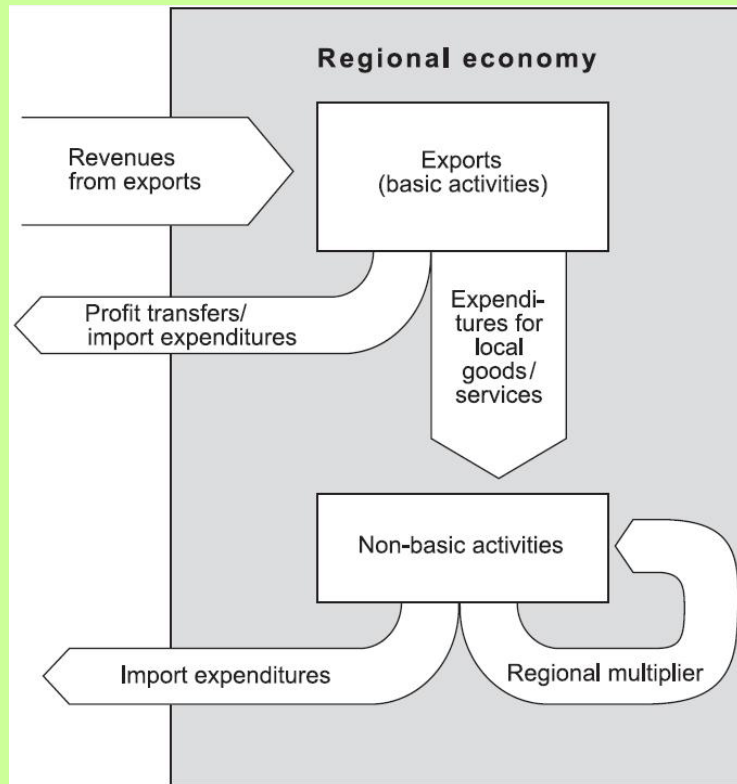 Regional economy
Revenues
from exports
Exports
(basic activities)
Profit transfers/
import expenditures
Expendi-
tures for
local
goods/
services
Non-basic activities
Import expenditures
Regional multiplier